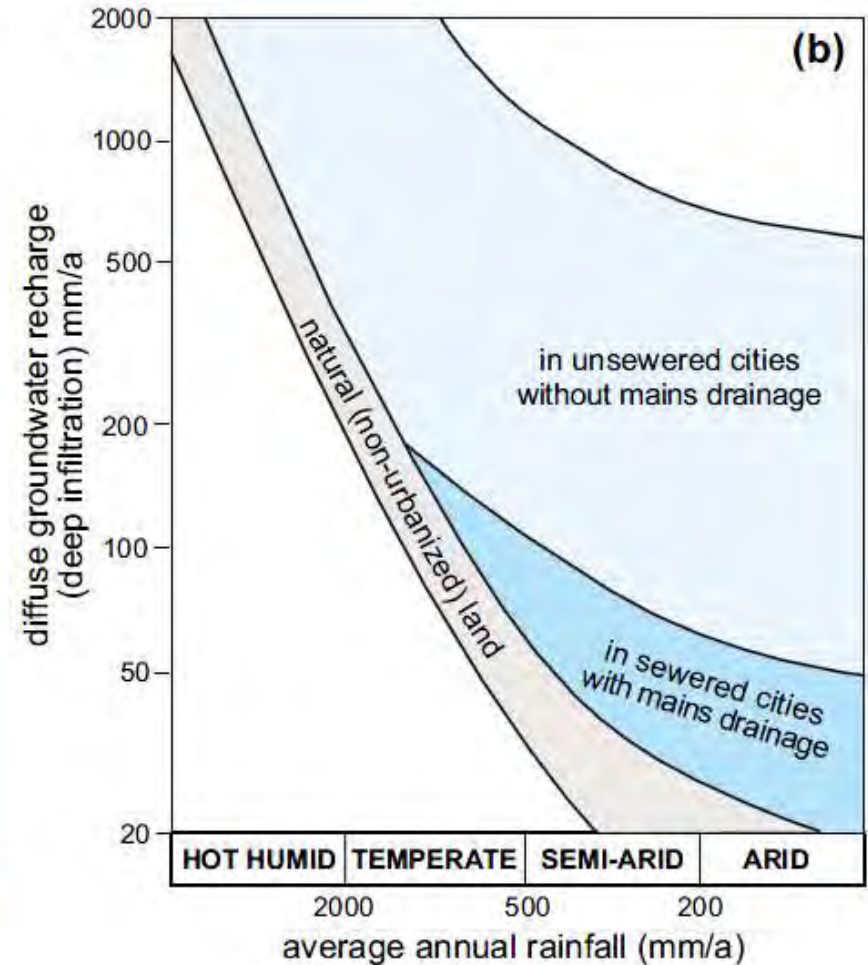 (b)
2000
1000
500
200
100
50
20
diffuse groundwater recharge
(deep infiltration) mm/a
natural (non-urbanized) land
in unsewered cities
without mains drainage
in sewered cities
with mains drainage
HOT HUMID TEMPERATE SEMI-ARID ARID
2000 500 200
average annual rainfall (mm/a)